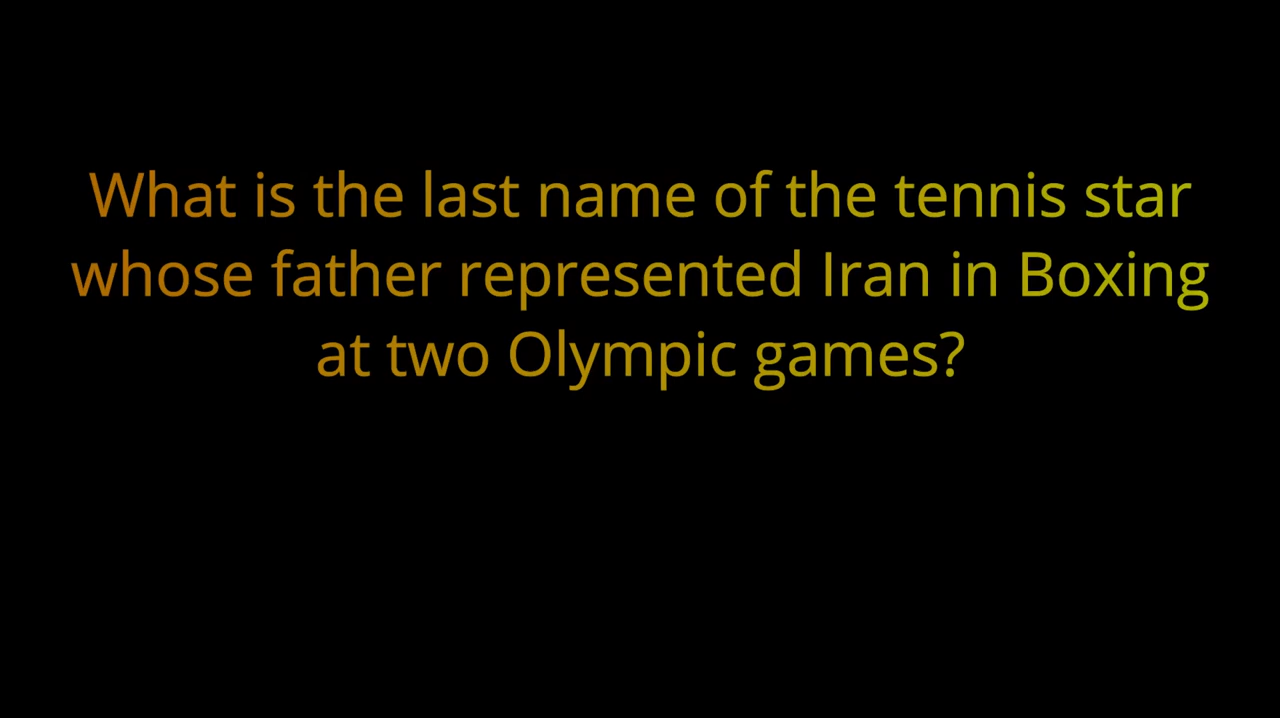 What is the last name of the tennis star
whose father represented Iran in Boxing
at two Olympic games?